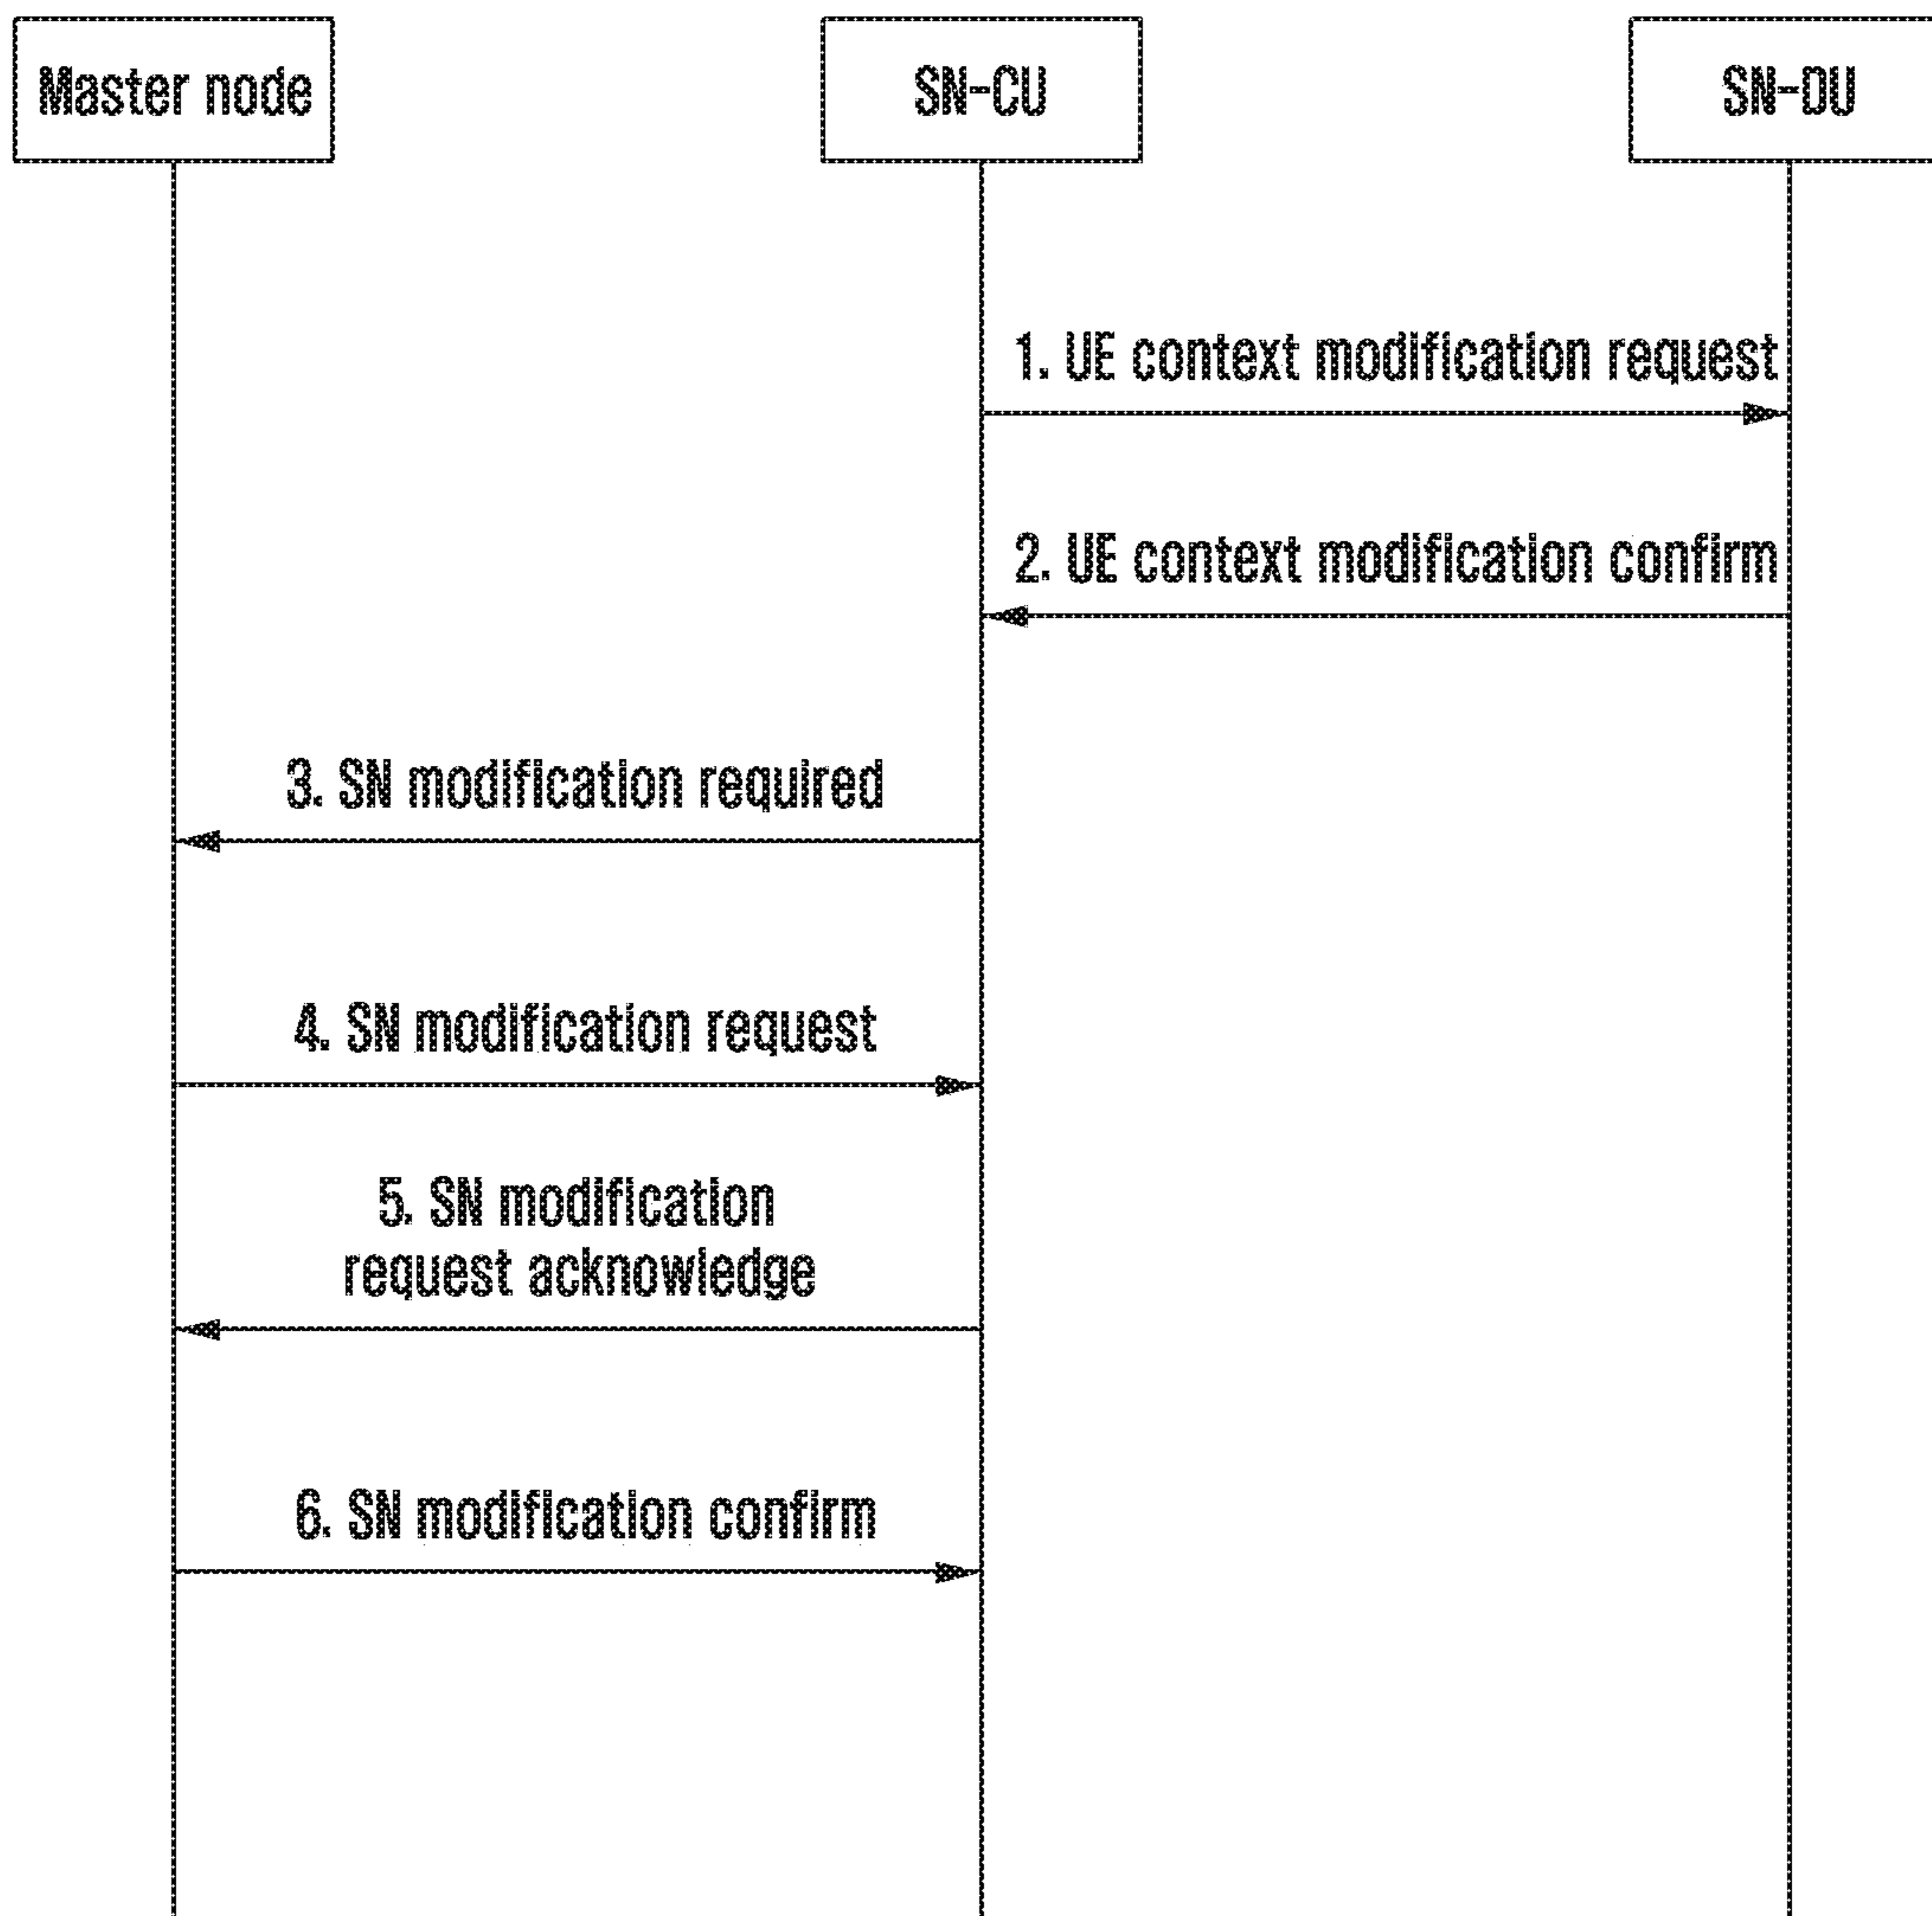 Master node
SN-CU
SN-DU
1. UE context modification request
2. UE context modification confirm
3. SN modification required
4. SN modification request
5. SN modification
request acknowledge
6. SN modification confirm